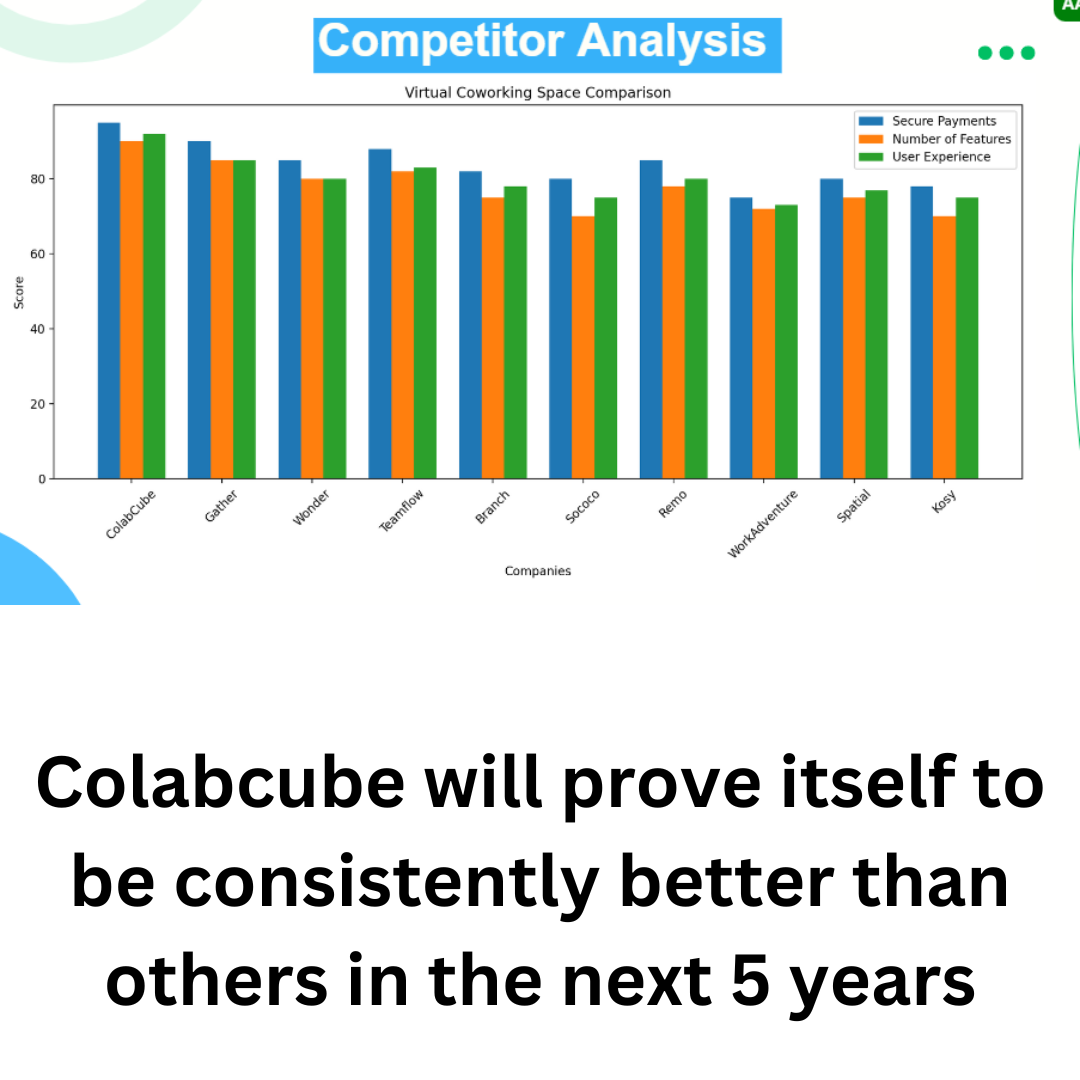 Competitor Analysis
Virtual Coworking Space Comparison
Secure Payments
Number of Features
User Experience
80
60
40
20
0
Score
ColabCube
Gather
Wonder
Teamflow
Branch
Sococo
Remo
WorkAdventure
Spatial
Kosy
Companies
Colabcube will prove itself to
be consistently better than
others in the next 5 years